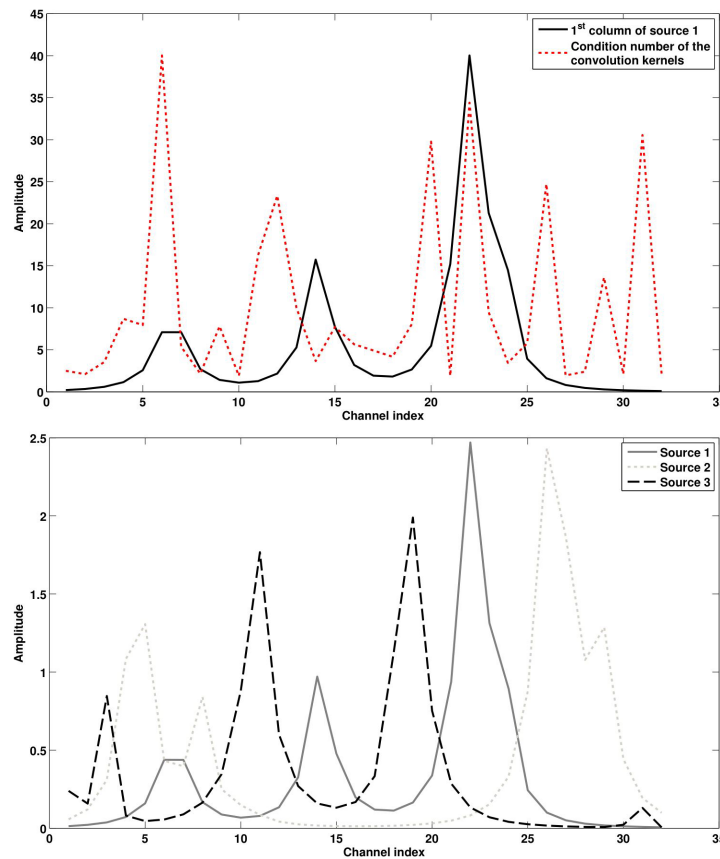 45
40
35
30
25
20
15
10
5
0
Amplitude
1st column of source 1
Condition number of the
convolution kernels
0 5 10 15 20 25 30 3
Channel index
2.5
2
1.5
1
0.5
0
Amplitude
Source 1
Source 2
Source 3
0 5 10 15 20 25 30 3
Channel index